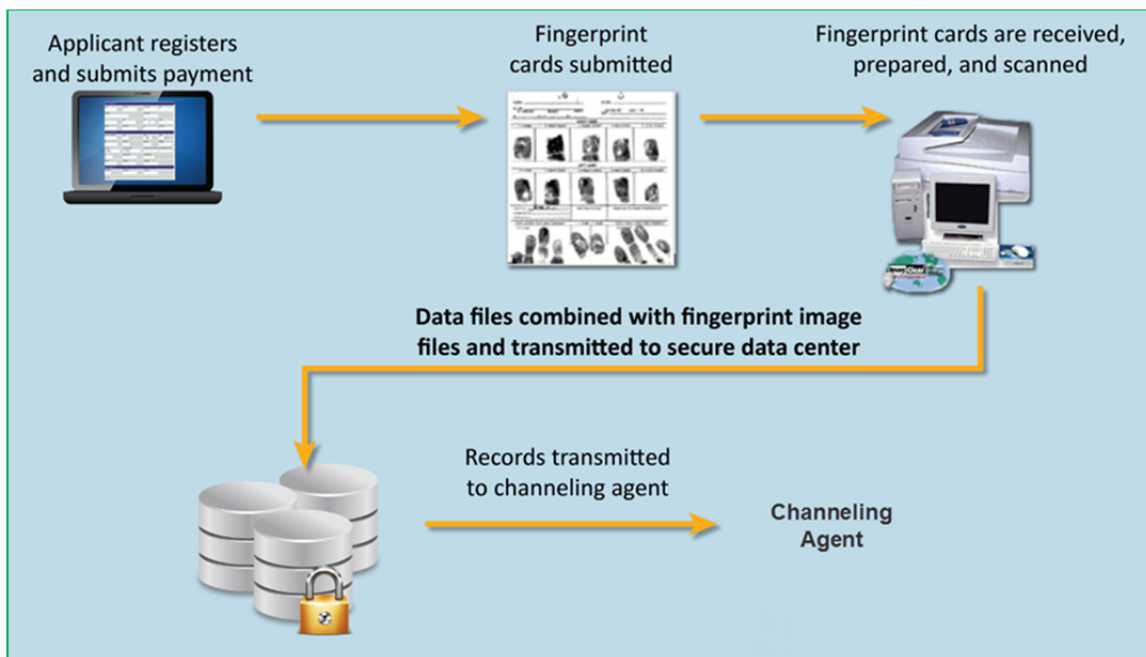 Applicant registers
and submits payment
Fingerprint
cards submitted
Fingerprint cards are received,
prepared, and scanned
Data files combined with fingerprint image
files and transmitted to secure data center
Records transmitted
to channeling agent
Channeling
Agent